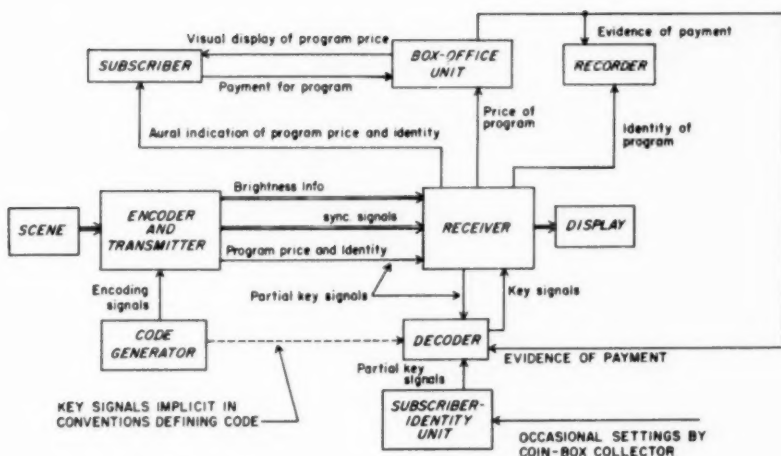 Visual display of program price
SUBSCRIBER
BOX-OFFICE
UNIT
Evidence of payment
RECORDER
Payment for program
Aural indication of program price and identity
Price of
program
Identity of
program
SCENE
ENCODER
AND
TRANSMITTER
Brightness Info
sync. signals
Program price and Identity
RECEIVER
DISPLAY
Encoding
signals
Partial key signals
Key signals
CODE
GENERATOR
DECODER
EVIDENCE OF PAYMENT
Partial key
signals
KEY SIGNALS IMPLICIT IN
CONVENTIONS DEFINING CODE
SUBSCRIBER-
IDENTITY
UNIT
OCCASIONAL SETTINGS BY
COIN-BOX COLLECTOR